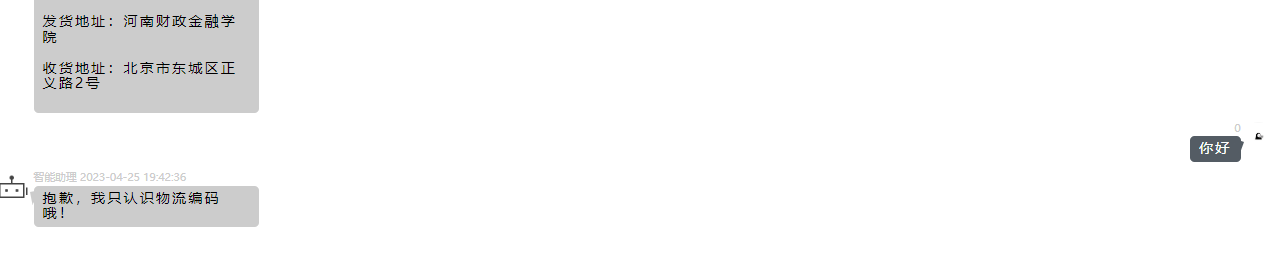 发货地址：河南财政金融学
院
收货地址：北京市东城区正
义路2号
0
你好
智能助理 2023-04-25 19:42:36
抱歉，我只认识物流编码
哦！